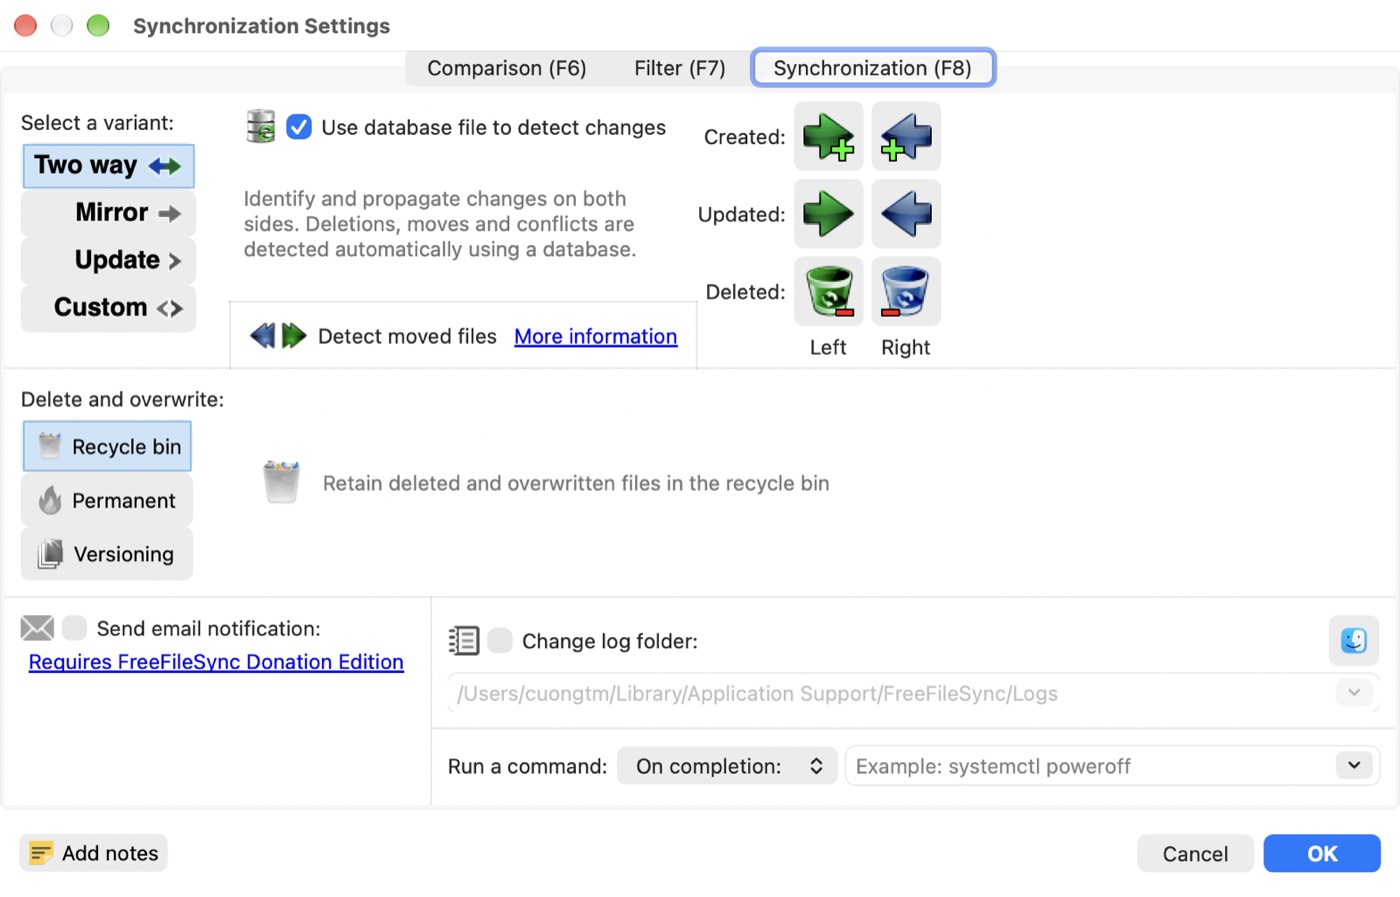 Synchronization Settings
Comparison (F6)
Filter (F7)
Synchronization (F8)
Select a variant:
Two way
Mirror
Update
Custom
Use database file to detect changes
Identify and propagate changes on both
sides. Deletions, moves and conflicts are
detected automatically using a database.
Detect moved files More information
Created:
Updated:
Deleted:
Left Right
Delete and overwrite:
Recycle bin
Permanent
Versioning
Retain deleted and overwritten files in the recycle bin
Send email notification:
Requires FreeFileSync Donation Edition
Change log folder:
/Users/cuongtm/Library/Application Support/FreeFileSync/Logs
Run a command: On completion: Example: systemctl poweroff
Add notes
Cancel
OK